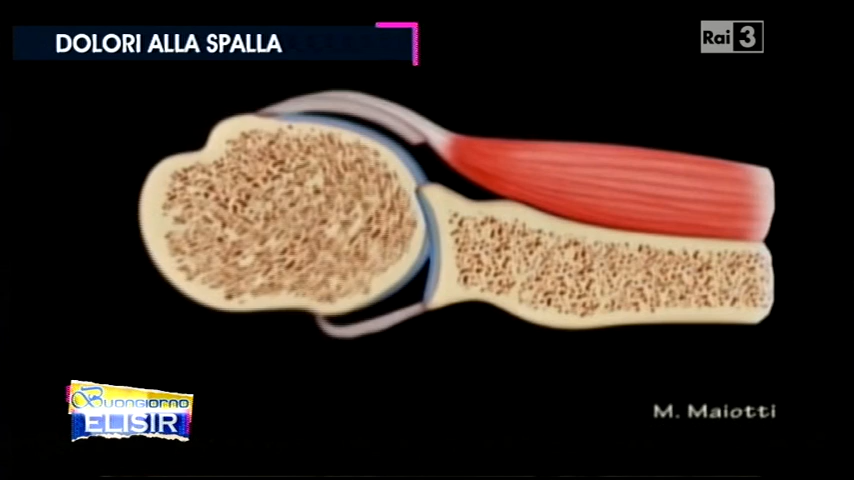 DOLORI ALLA SPALLA
Rai 3
Buongiorno
ELISIR
M. Maiotti